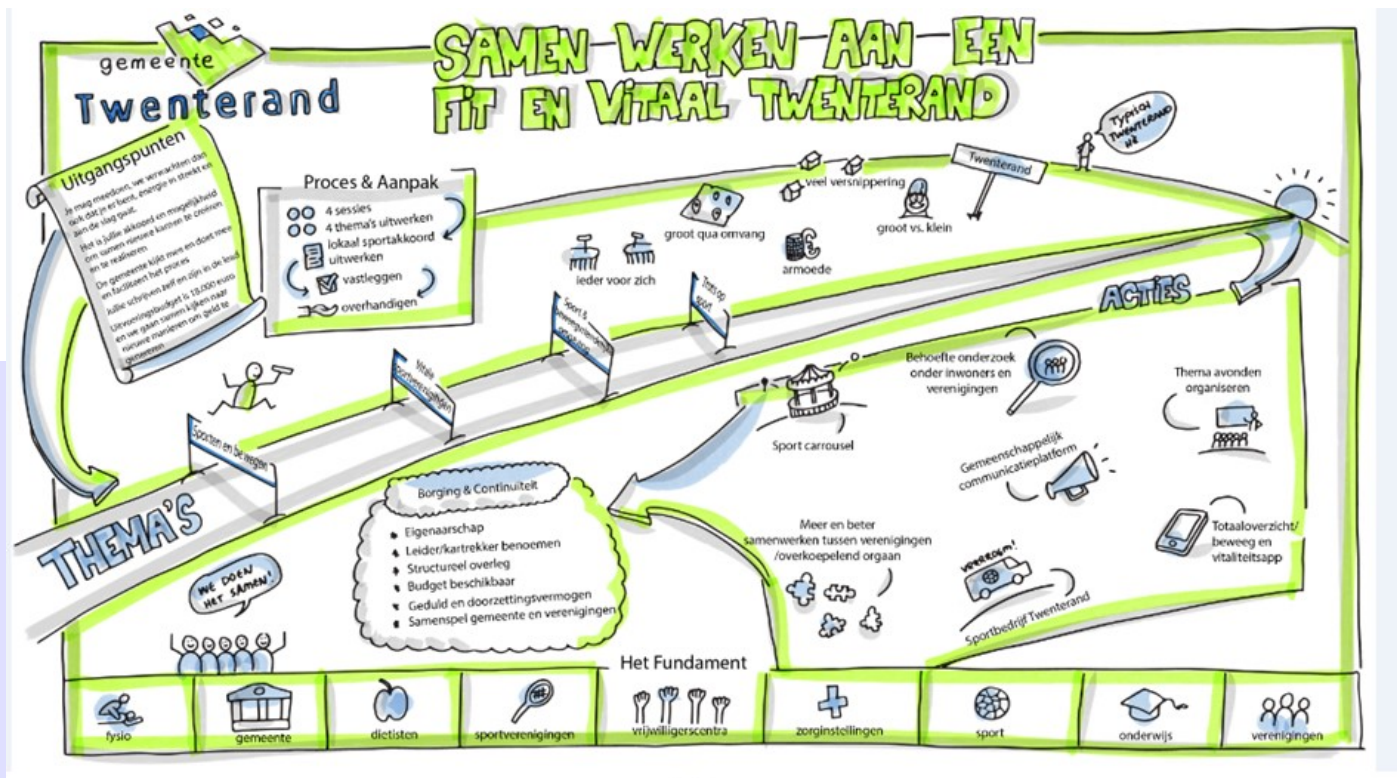 gemeente
Twenterand
SAMEN WERKEN AAN EEN
FIT EN VITAAL TWENTERAND
Uitgangspunten
Je mag meedoen, we verwachten dan
ook dat je er bent, energie in steekt en
aan de slag gaat.
Het is jullie akkoord en mogelijkheid
om samen nieuwe kansen te creëren
en te realiseren
De gemeente kijkt mee en doet mee
en faciliteert het proces
Jullie schrijven zelf en zijn in de lead
Uitvoeringsbudget is 18.000 euro
en we gaan samen kijken naar
nieuwe manieren om geld te
genereren
Proces & Aanpak
4 sessies
4 thema's uitwerken
lokaal sportakkoord
uitwerken
vastleggen
overhandigen
ieder voor zich
groot qua omvang
veel versnippering
armoede
groot vs. klein
Twenterand
TYPISCH
TWENTERAND
HÈ
THEMA'S
Sporten en bewegen
Vitale
sportverenigingen
Sport &
Trots op
sport
ACTIES
Sport carrousel
Behoefte onderzoek
onder inwoners en
verenigingen
Thema avonden
organiseren
Gemeenschappelijk
communicatieplatform
Totaaloverzicht/
beweeg en
vitaliteitsapp
Meer en beter
samenwerken tussen verenigingen
/overkoepelend orgaan
VRRROOM!
Sportbedrijf Twenterand
Borging & Continuïteit
Eigenaarschap
Leider/kartrekker benoemen
Structureel overleg
Budget beschikbaar
Geduld en doorzettingsvermogen
Samenspel gemeente en verenigingen
WE DOEN
HET SAMEN!
Het Fundament
fysio
gemeente
dietisten
sportverenigingen
vrijwilligerscentra
zorginstellingen
sport
onderwijs
verenigingen